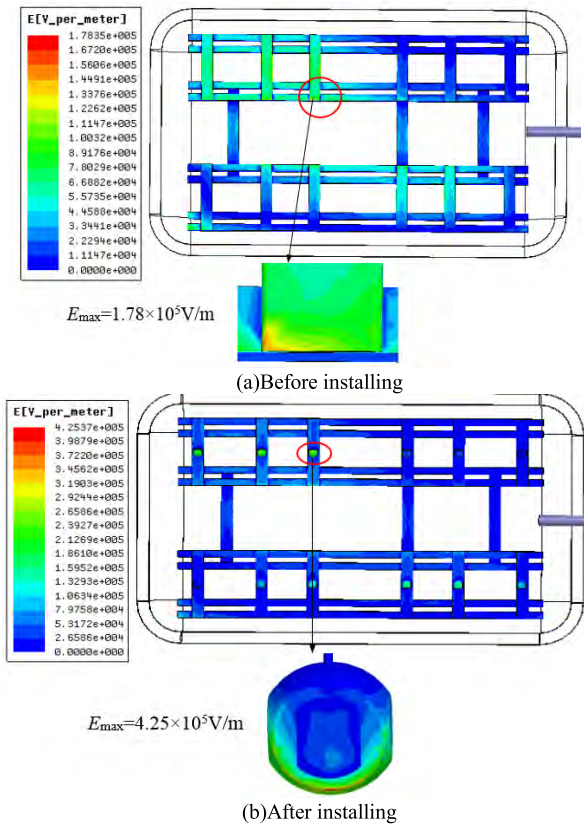 E[V_per_meter]
1.7835e+005
1.6720e+005
1.5606e+005
1.4491e+005
1.3376e+005
1.2262e+005
1.1147e+005
1.0032e+005
8.9176e+004
7.8029e+004
6.6882e+004
5.5735e+004
4.4588e+004
3.3441e+004
2.2294e+004
1.1147e+004
0.0000e+000
Emax=1.78×10⁵V/m
(a)Before installing
E[V_per_meter]
4.2537e+005
3.9879e+005
3.7220e+005
3.4562e+005
3.1903e+005
2.9244e+005
2.6586e+005
2.3927e+005
2.1269e+005
1.8610e+005
1.5952e+005
1.3293e+005
1.0634e+005
7.9758e+004
5.3172e+004
2.6586e+004
0.0000e+000
Emax=4.25×10⁵V/m
(b)After installing